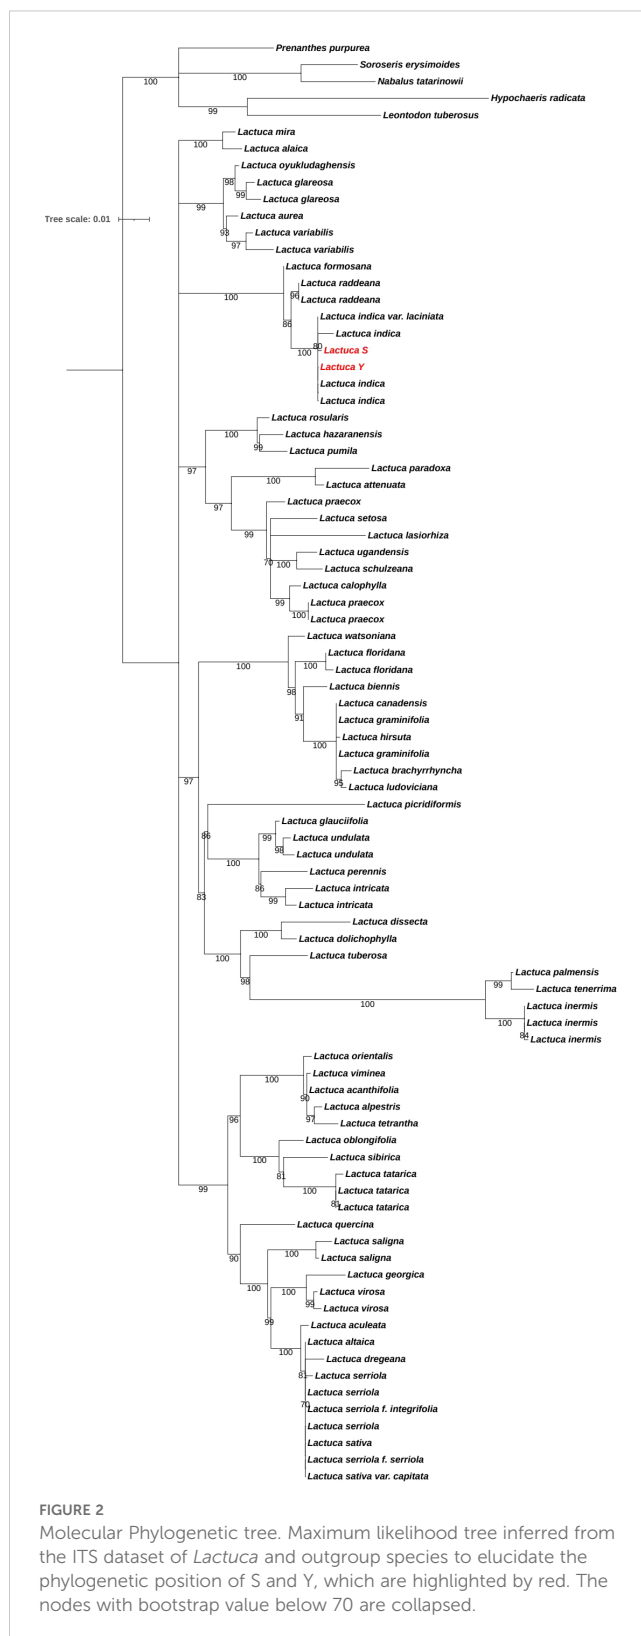 Prenanthes purpurea
Soroseris erysimoides
100
100
Nabalus tatarinowii
Hypochaeris radicata
99
Leontodon tuberosus
Lactuca mira
100
Lactuca alaica
Lactuca oyukludaghensis
98
Lactuca glareosa
99
Lactuca glareosa
99
Lactuca aurea
Tree scale: 0.01
93
Lactuca variabilis
97
Lactuca variabilis
Lactuca formosana
Lactuca raddeana
100
96
Lactuca raddeana
Lactuca indica var. laciniata
86
Lactuca indica
80
100
Lactuca S
Lactuca Y
Lactuca indica
Lactuca indica
Lactuca rosularis
100
Lactuca hazaranensis
99
Lactuca pumila
97
Lactuca paradoxa
100
Lactuca attenuata
97
Lactuca praecox
Lactuca setosa
99
Lactuca lasiorhiza
Lactuca ugandensis
70
100
Lactuca schulzeana
Lactuca calophylla
99
Lactuca praecox
100
Lactuca praecox
Lactuca watsoniana
Lactuca floridana
100
100
Lactuca floridana
Lactuca biennis
98
Lactuca canadensis
91
Lactuca graminifolia
Lactuca hirsuta
100
Lactuca graminifolia
Lactuca brachyrrhyncha
97
95
Lactuca ludoviciana
Lactuca picridiformis
Lactuca glauciifolia
86
99
Lactuca undulata
98
Lactuca undulata
100
Lactuca perennis
86
Lactuca intricata
83
99
Lactuca intricata
Lactuca dissecta
100
Lactuca dolichophylla
100
Lactuca tuberosa
Lactuca palmensis
98
99
Lactuca tenerrima
100
Lactuca inermis
100
Lactuca inermis
84
Lactuca inermis
Lactuca orientalis
Lactuca viminea
100
Lactuca acanthifolia
90
Lactuca alpestris
97
Lactuca tetrantha
96
Lactuca oblongifolia
100
Lactuca sibirica
81
Lactuca tatarica
99
100
Lactuca tatarica
81
Lactuca tatarica
Lactuca quercina
Lactuca saligna
100
90
Lactuca saligna
Lactuca georgica
100
100
Lactuca virosa
99
Lactuca virosa
99
Lactuca aculeata
Lactuca altaica
100
Lactuca dregeana
81
Lactuca serriola
Lactuca serriola
70
Lactuca serriola f. integrifolia
Lactuca serriola
Lactuca sativa
Lactuca serriola f. serriola
Lactuca sativa var. capitata
FIGURE 2
Molecular Phylogenetic tree. Maximum likelihood tree inferred from
the ITS dataset of Lactuca and outgroup species to elucidate the
phylogenetic position of S and Y, which are highlighted by red. The
nodes with bootstrap value below 70 are collapsed.